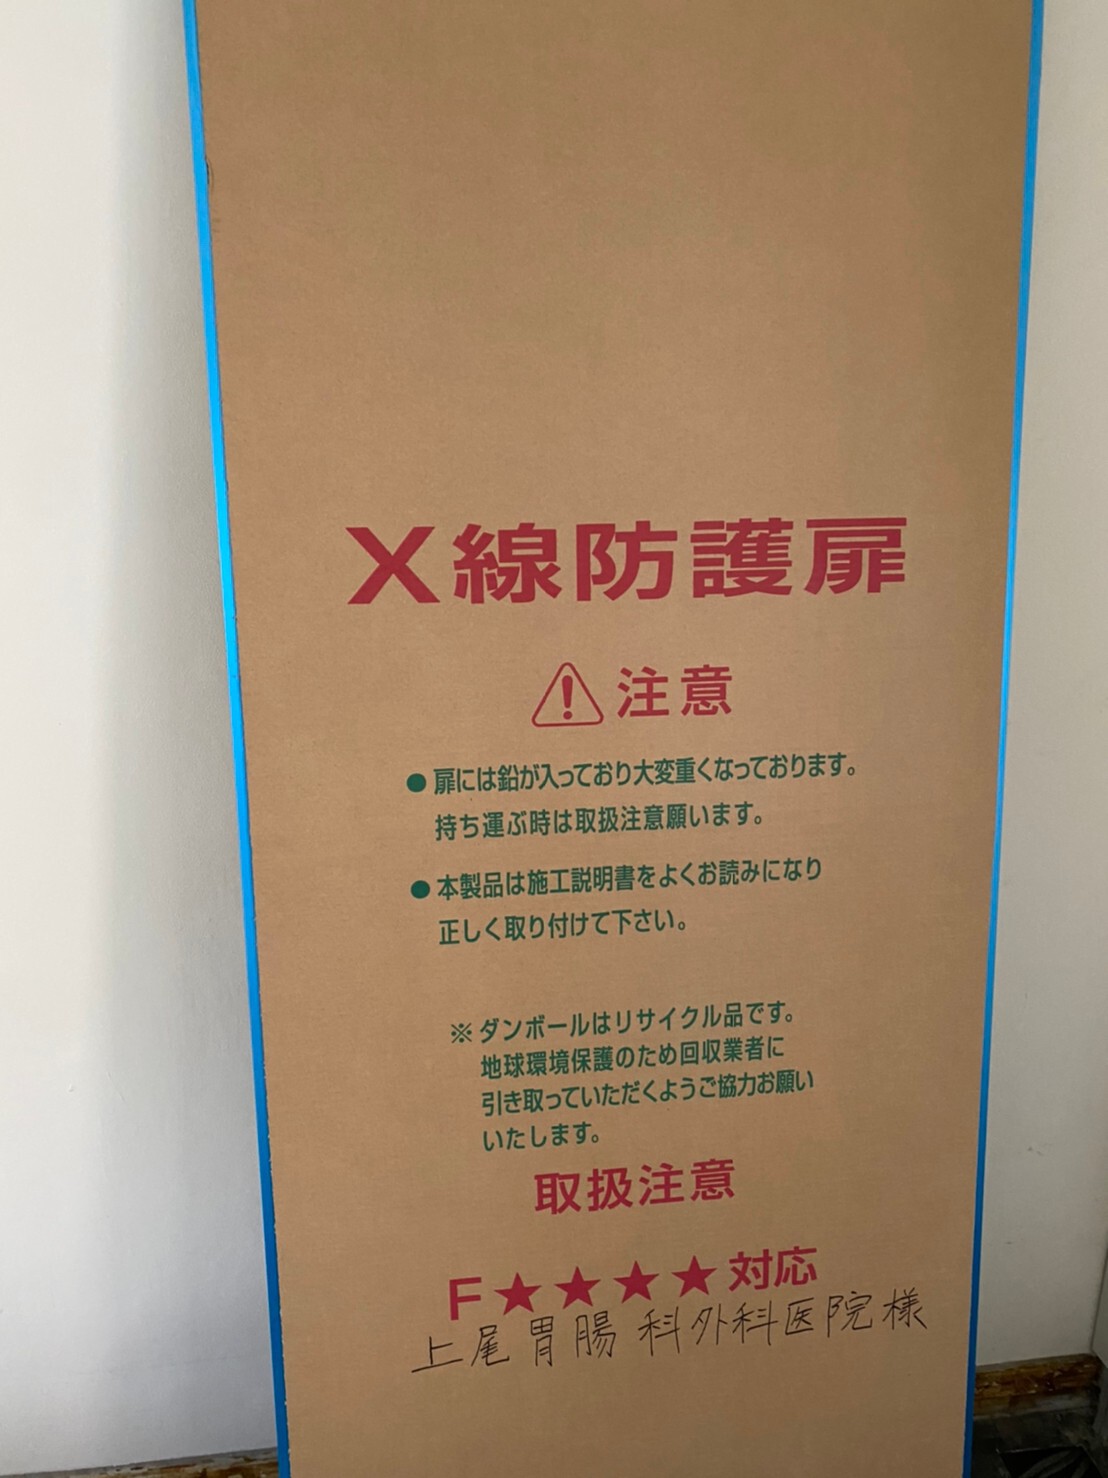 X線防護扉
注意
●扉には鉛が入っており大変重くなっております。
持ち運ぶ時は取扱注意願います。
●本製品は施工説明書をよくお読みになり
正しく取り付けて下さい。
※ダンボールはリサイクル品です。
地球環境保護のため回収業者に
引き取っていただくようご協力お願い
いたします。
取扱注意
F★★★★対応
上尾胃腸科外科医院様